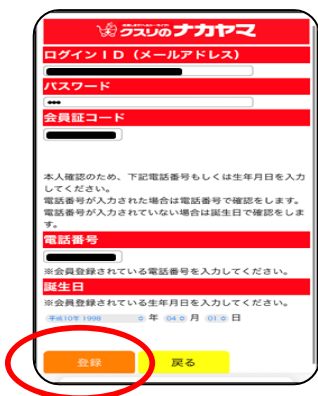 クスリのナカヤマ
ログインＩＤ（メールアドレス）
パスワード
•••
会員証コード
本人確認のため、下記電話番号もしくは生年月日を入力
してください。
電話番号が入力された場合は電話番号で確認をします。
電話番号が入力されていない場合は誕生日で確認をしま
す。
電話番号
※会員登録されている電話番号を入力してください。
誕生日
※会員登録されている生年月日を入力してください。
平成10年 1998 年 04 月 01 日
登録 戻る